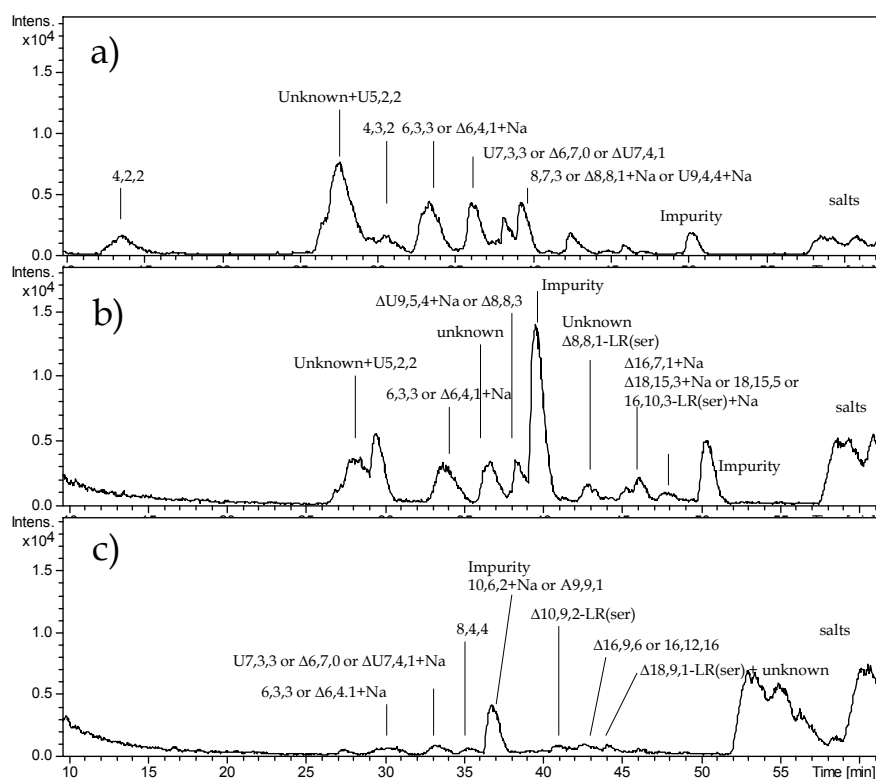 Intens.
x10⁴
a)
1.5
1.0
0.5
0.0
Unknown+U5,2,2
4,3,2
6,3,3 or Δ6,4,1+Na
U7,3,3 or Δ6,7,0 or ΔU7,4,1
8,7,3 or Δ8,8,1+Na or U9,4,4+Na
4,2,2
Impurity
salts
Intens.
x10⁴
b)
1.5
1.0
0.5
0.0
ΔU9,5,4+Na or Δ8,8,3
Impurity
unknown
Unknown
Δ8,8,1-LR(ser)
Unknown+U5,2,2
6,3,3 or Δ6,4,1+Na
Δ16,7,1+Na
Δ18,15,3+Na or 18,15,5 or
16,10,3-LR(ser)+Na
salts
Impurity
Intens.
x10⁴
c)
1.5
1.0
0.5
0.0
Impurity
10,6,2+Na or A9,9,1
8,4,4
Δ10,9,2-LR(ser)
salts
U7,3,3 or Δ6,7,0 or ΔU7,4,1+Na
Δ16,9,6 or 16,12,16
6,3,3 or Δ6,4.1+Na
Δ18,9,1-LR(ser) + unknown
10 15 20 25 30 35 40 45 50 55 Time [min]